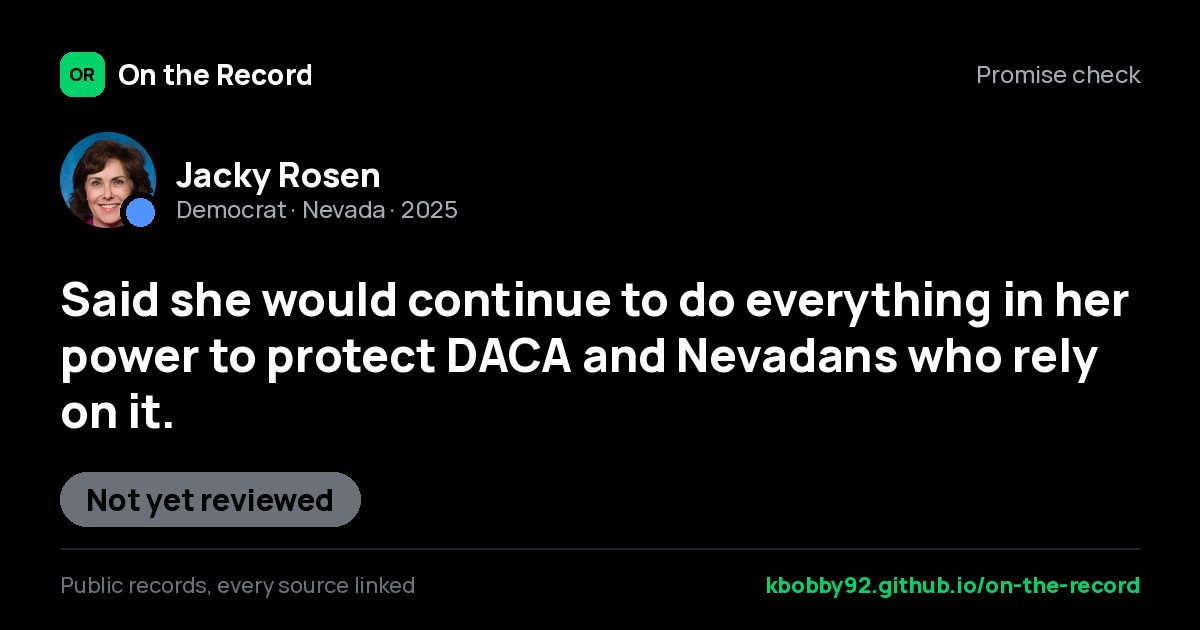 OR On the Record
Promise check
Jacky Rosen
Democrat · Nevada · 2025
Said she would continue to do everything in her
power to protect DACA and Nevadans who rely
on it.
Not yet reviewed
Public records, every source linked
kbobby92.github.io/on-the-record